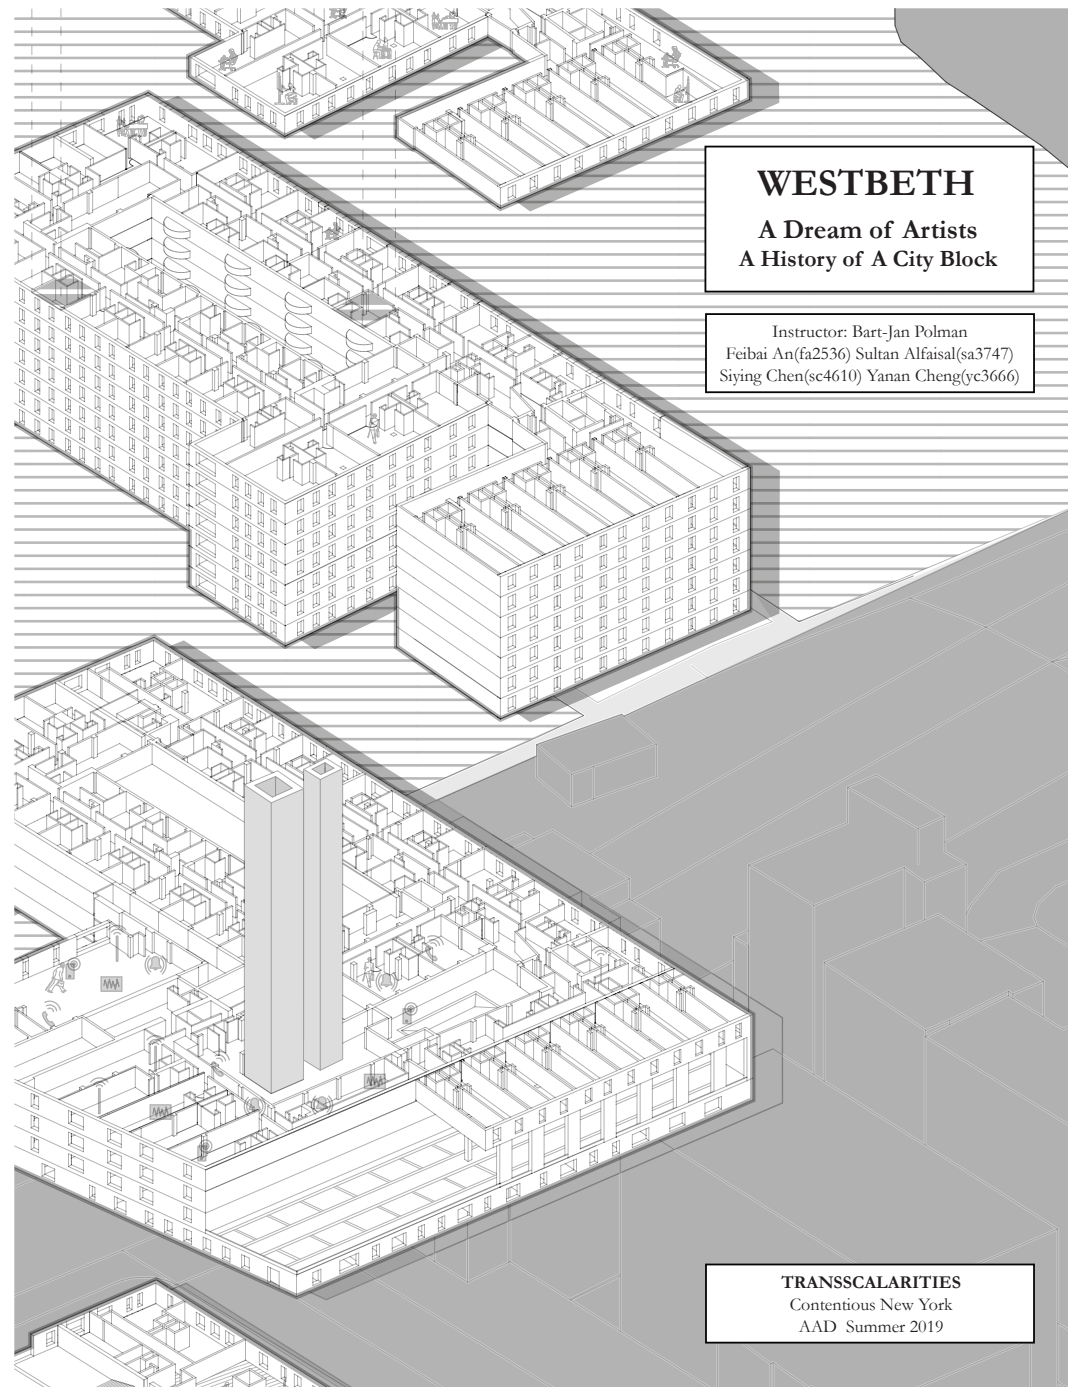 WESTBETH
A Dream of Artists
A History of A City Block
Instructor: Bart-Jan Polman
Feibai An(fa2536) Sultan Alfaisal(sa3747)
Siying Chen(sc4610) Yanan Cheng(yc3666)
TRANSSCALARITIES
Contentious New York
AAD Summer 2019